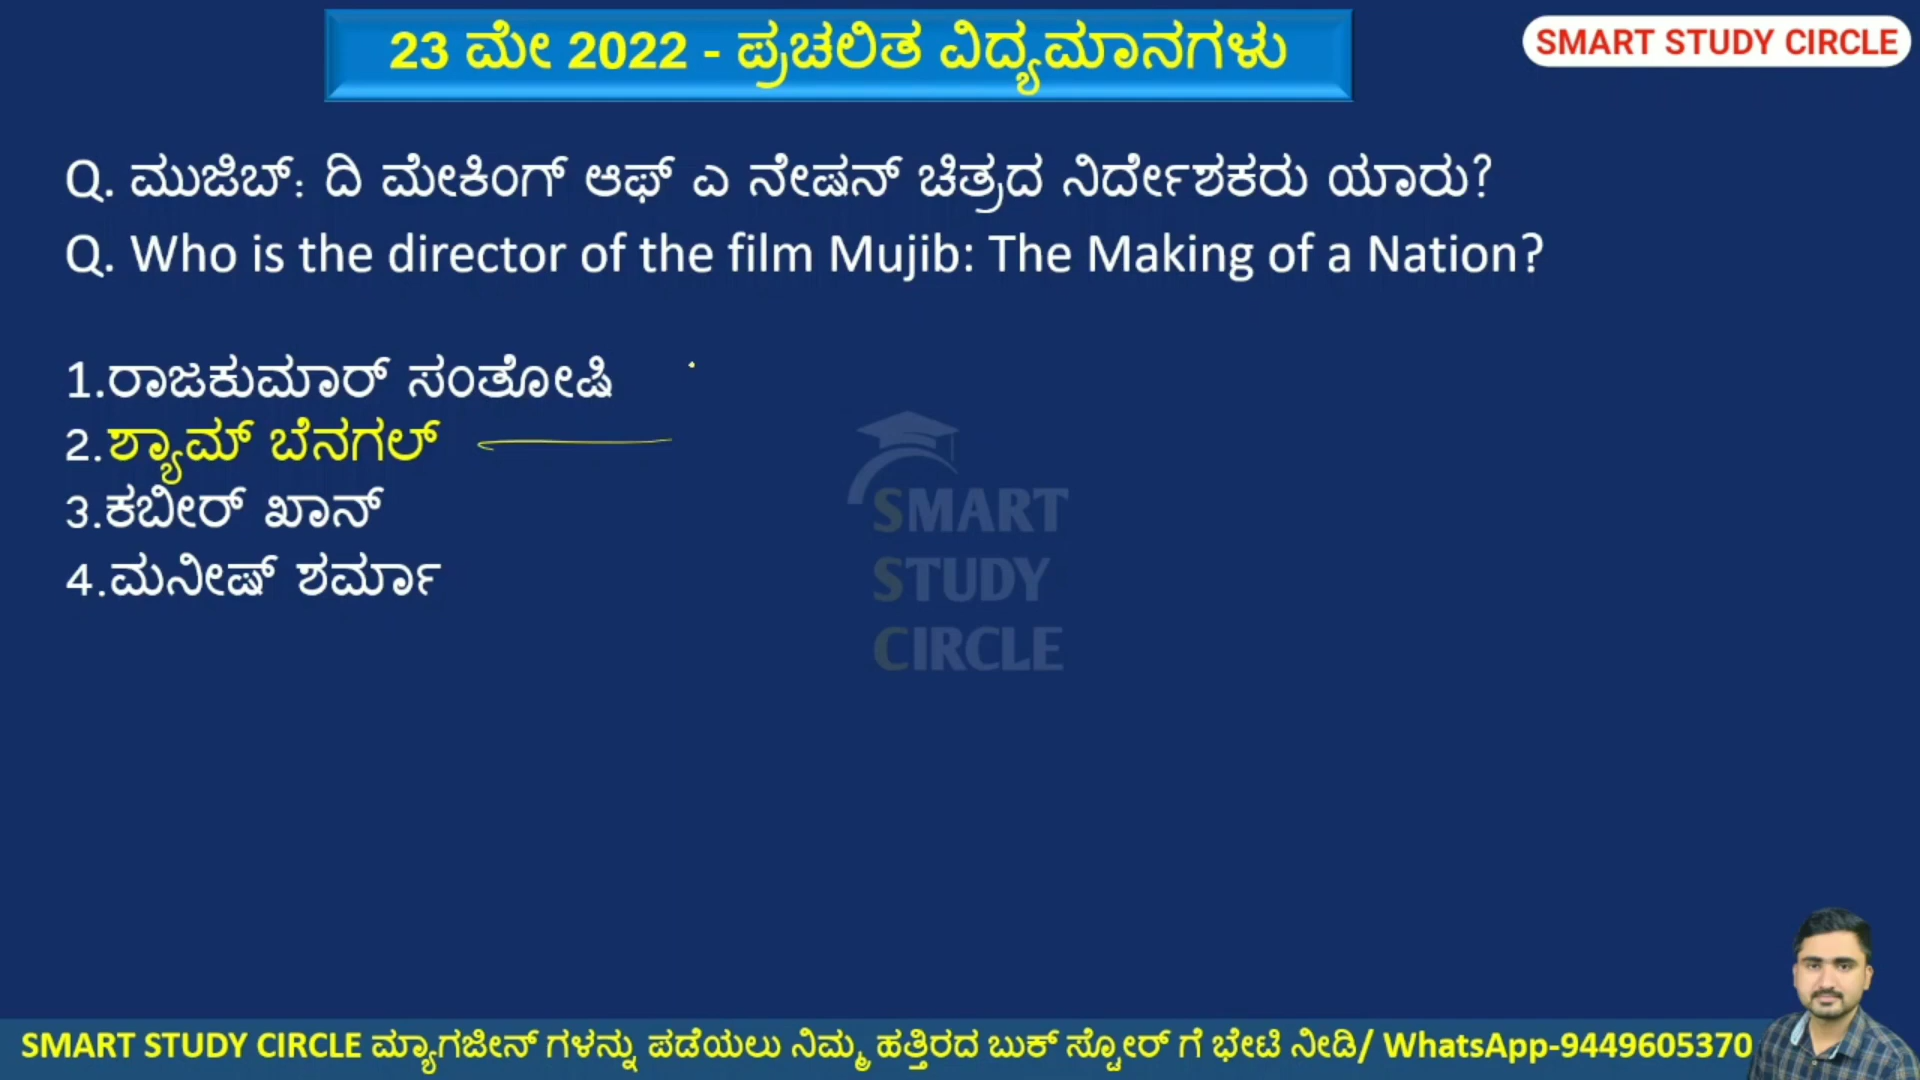 23 ಮೇ 2022 - ಪ್ರಚಲಿತ ವಿದ್ಯಮಾನಗಳು
SMART STUDY CIRCLE
Q. ಮುಜಿಬ್: ದಿ ಮೇಕಿಂಗ್ ಆಫ್ ಎ ನೇಷನ್ ಚಿತ್ರದ ನಿರ್ದೇಶಕರು ಯಾರು?
Q. Who is the director of the film Mujib: The Making of a Nation?
1.ರಾಜಕುಮಾರ್ ಸಂತೋಷಿ
2.ಶ್ಯಾಮ್ ಬೆನಗಲ್
3.ಕಬೀರ್ ಖಾನ್
4.ಮನೀಷ್ ಶರ್ಮಾ
SMART
STUDY
CIRCLE
SMART STUDY CIRCLE ಮ್ಯಾಗಜೀನ್ ಗಳನ್ನು ಪಡೆಯಲು ನಿಮ್ಮ ಹತ್ತಿರದ ಬುಕ್ ಸ್ಟೋರ್ ಗೆ ಭೇಟಿ ನೀಡಿ/ WhatsApp-9449605370